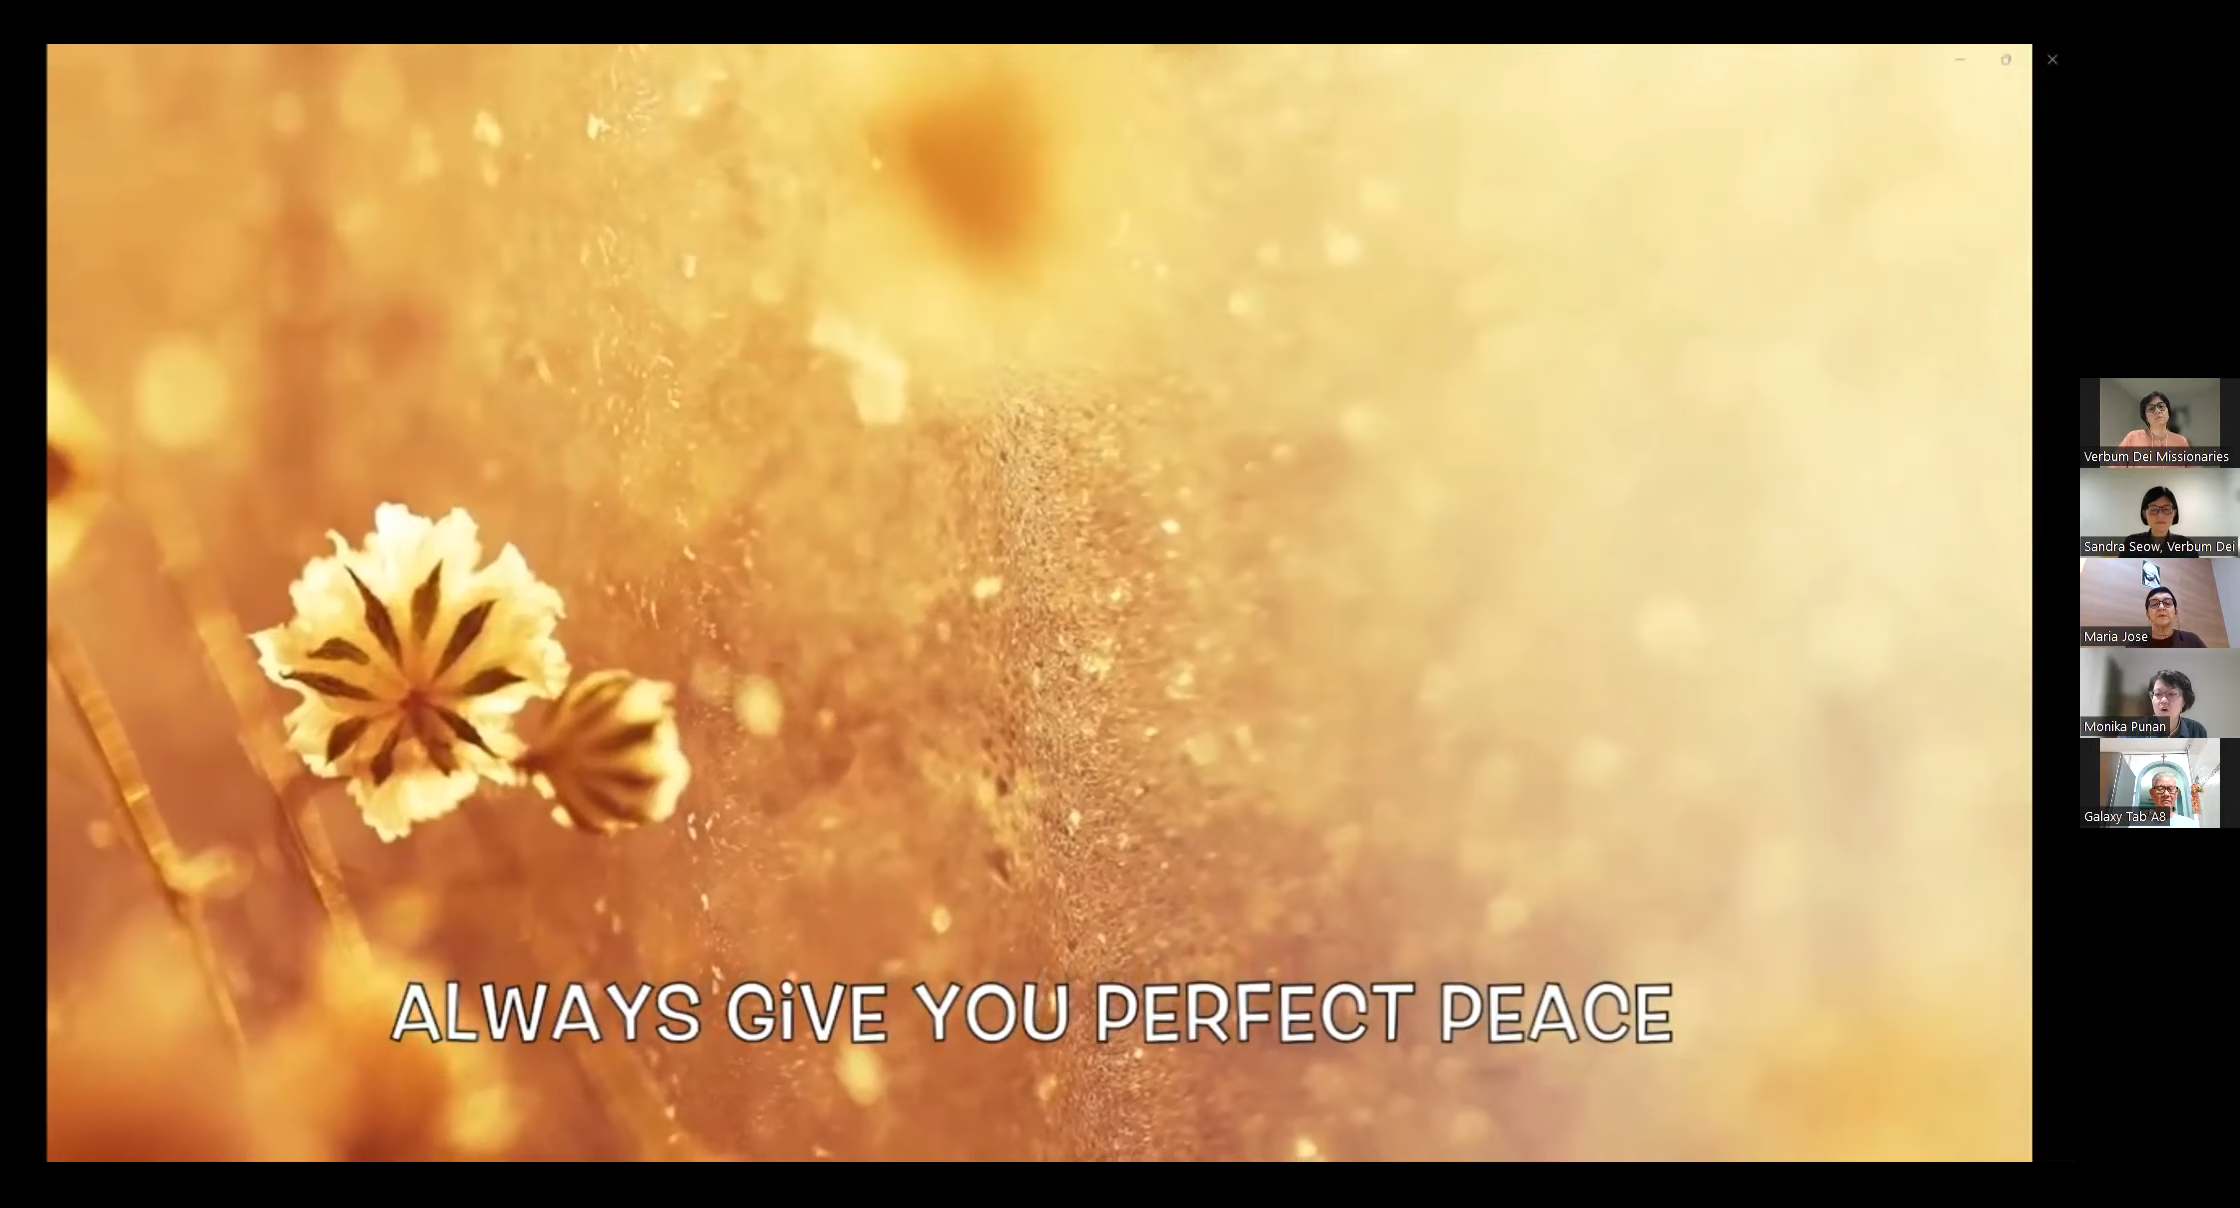 ALWAYS GiVE YOU PERFECT PEACE
Verbum Dei Missionaries
Sandra Seow, Verbum Dei
Maria Jose
Monika Punan
Galaxy Tab A8